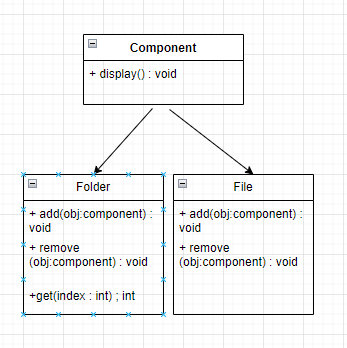 Component
+ display() : void
Folder
+ add(obj:component) :
void
+ remove
(obj:component) : void
+get(index : int) ; int
File
+ add(obj:component) :
void
+ remove
(obj:component) : void